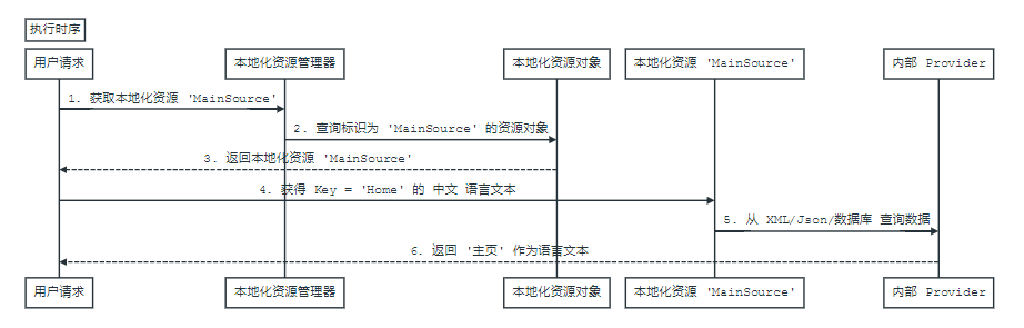 执行时序
用户请求
本地化资源管理器
本地化资源对象
本地化资源 'MainSource'
内部 Provider
1. 获取本地化资源 'MainSource'
2. 查询标识为 'MainSource' 的资源对象
3. 返回本地化资源 'MainSource'
4. 获得 Key = 'Home' 的 中文 语言文本
5. 从 XML/Json/数据库 查询数据
6. 返回 '主页' 作为语言文本
用户请求
本地化资源管理器
本地化资源对象
本地化资源 'MainSource'
内部 Provider